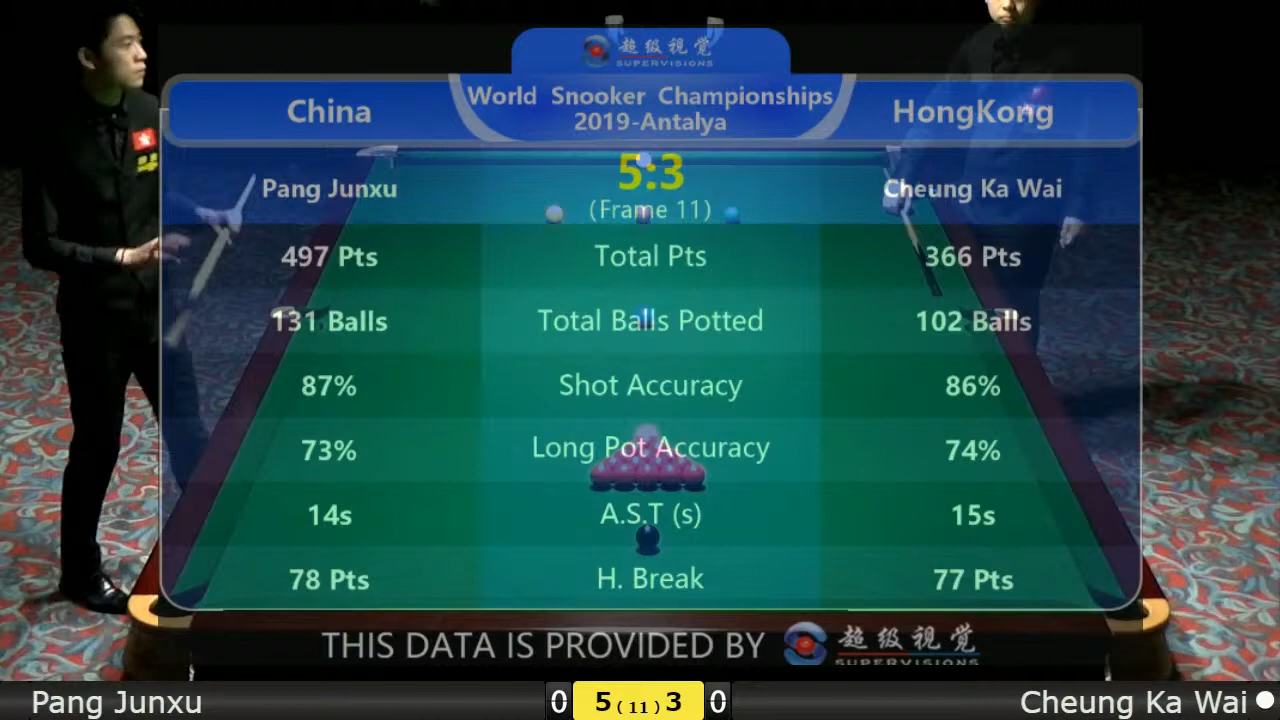 超级视觉
SUPERVISIONS
China
World Snooker Championships
2019-Antalya
HongKong
Pang Junxu
5:3
(Frame 11)
Cheung Ka Wai
497 Pts Total Pts 366 Pts
131 Balls Total Balls Potted 102 Balls
87% Shot Accuracy 86%
73% Long Pot Accuracy 74%
14s A.S.T (s) 15s
78 Pts H. Break 77 Pts
THIS DATA IS PROVIDED BY 超级视觉
SUPERVISIONS
Pang Junxu 0 5 (11) 3 0 Cheung Ka Wai